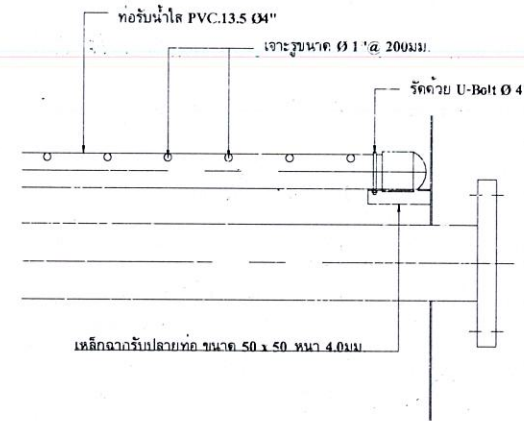 ท่อรับน้ำใส PVC.13.5 Ø4"
เจาะรูขนาด Ø 1 "@ 200มม.
รัดด้วย U-Bolt Ø 4
เหล็กฉากรับปลายท่อ ขนาด 50 x 50 หนา 4.0มม